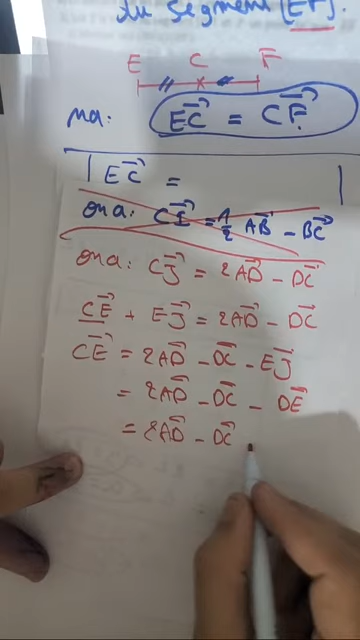 du segment [EF].
E C F
ma: EC = CF
EC =
ona: CI = 1/2 AB - BC
ona: CJ = 2AD - DC
CE + EJ = 2AD - DC
CE = 2AD - DC - EJ
= 2AD - DC - DE
= 2AD - DC